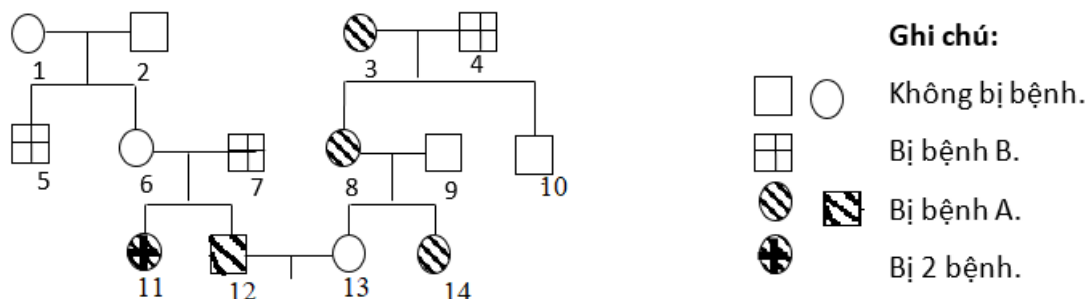 Ghi chú:
1 2 3 4
Không bị bệnh.
Bị bệnh B.
5 6 7 8 9 10
Bị bệnh A.
Bị 2 bệnh.
11 12 13 14